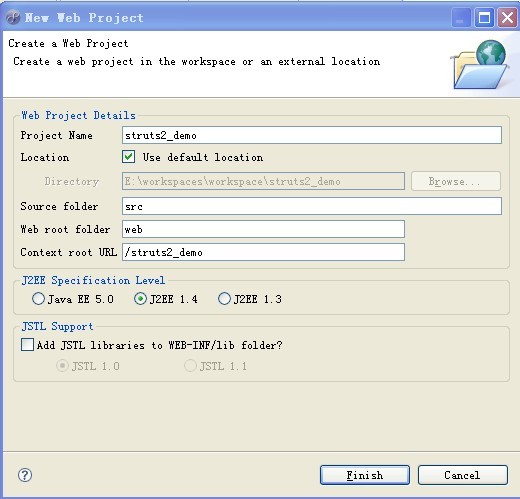 New Web Project
Create a Web Project
Create a web project in the workspace or an external location
Web Project Details
Project Name struts2_demo
Location Use default location
Directory E:\workspaces\workspace\struts2_demo Browse...
Source folder src
Web root folder web
Context root URL /struts2_demo
J2EE Specification Level
Java EE 5.0 J2EE 1.4 J2EE 1.3
JSTL Support
Add JSTL libraries to WEB-INF/lib folder?
JSTL 1.0 JSTL 1.1
? Finish Cancel